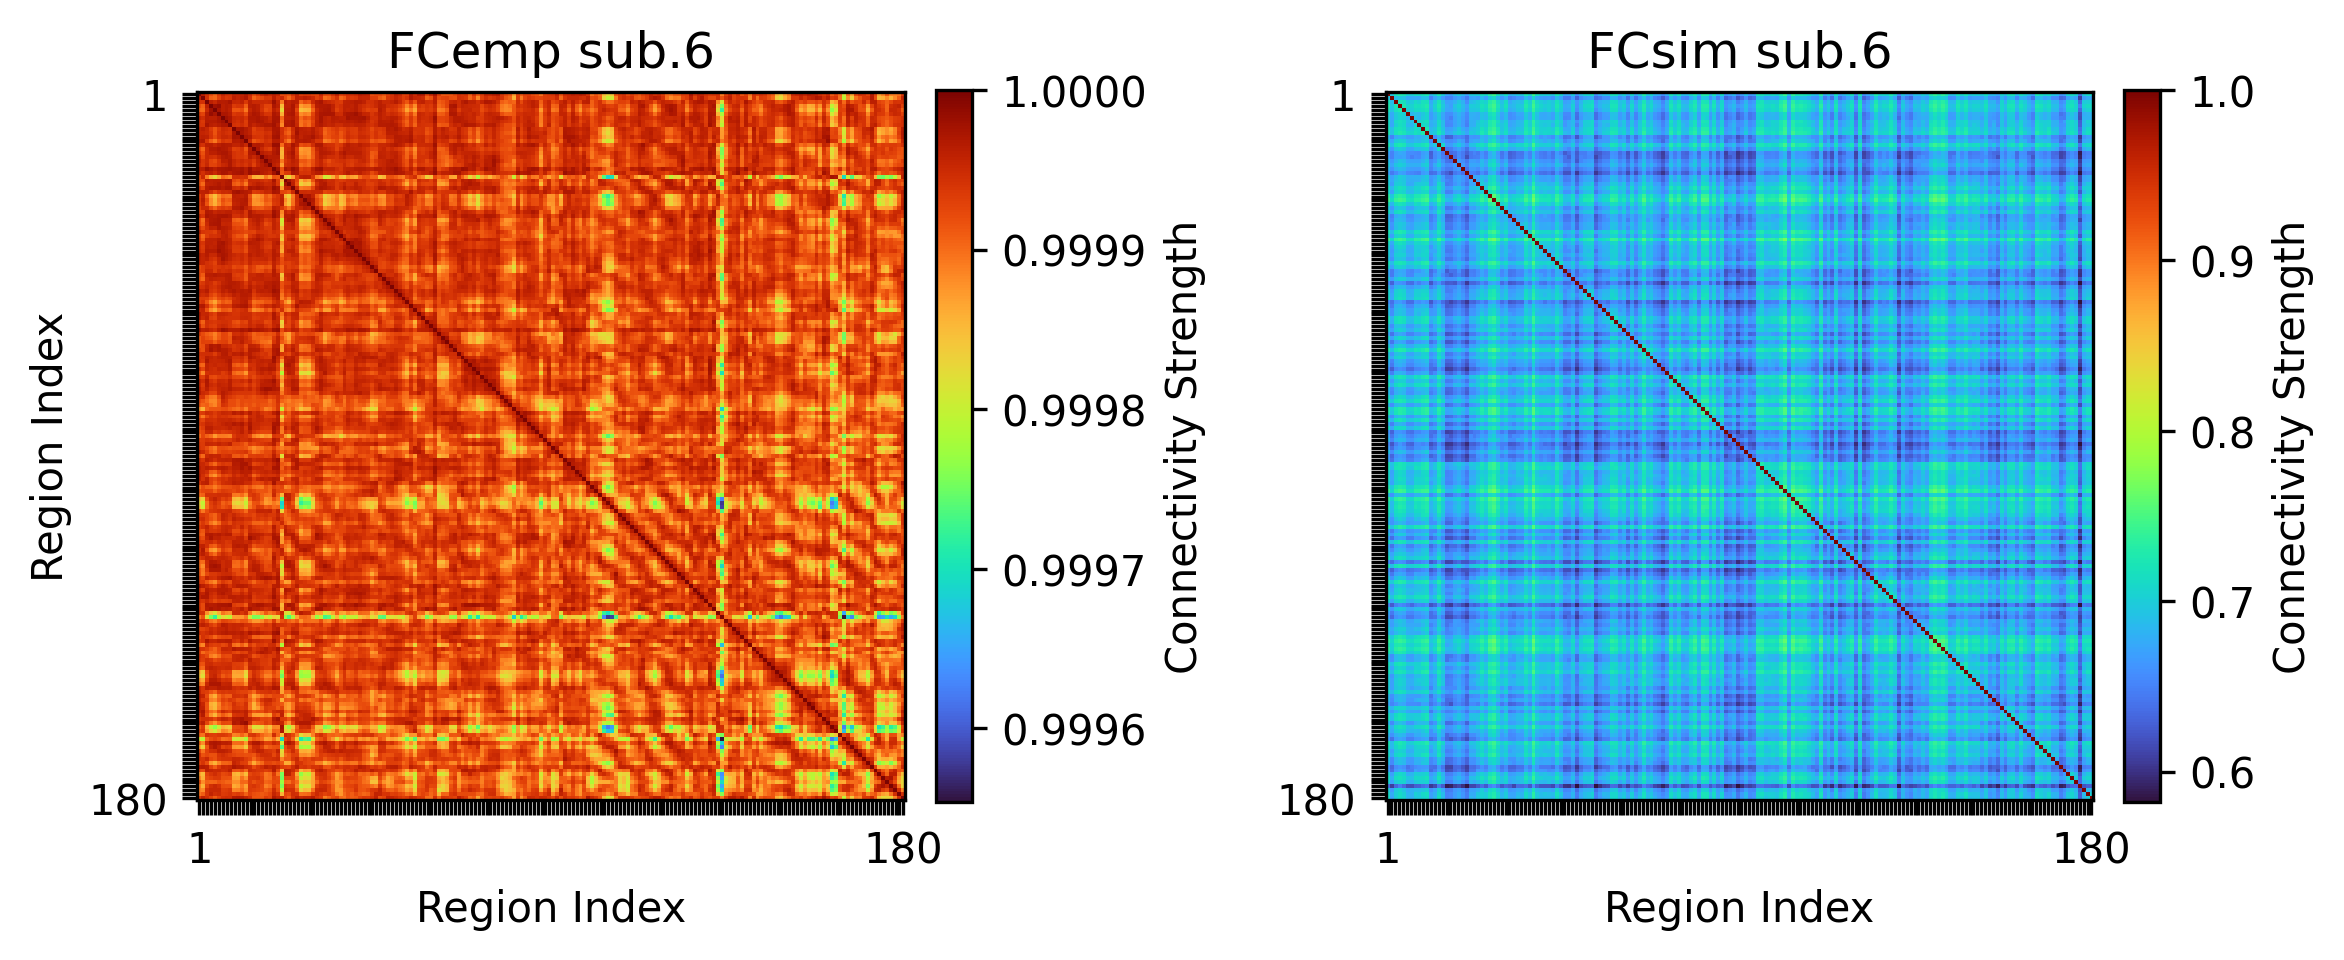 FCemp sub.6
1
180
1
180
Region Index
Region Index
1.0000
0.9999
0.9998
0.9997
0.9996
Connectivity Strength
FCsim sub.6
1
180
1
180
Region Index
1.0
0.9
0.8
0.7
0.6
Connectivity Strength